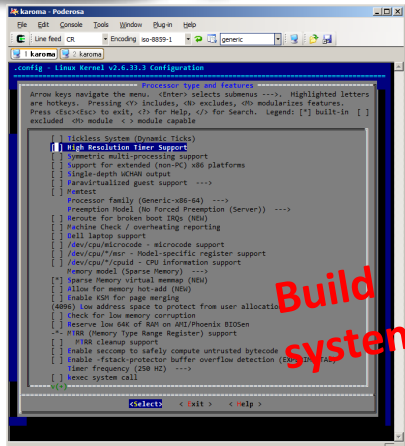 karoma - Poderosa
File Edit Console Tools Window Plug-in Help
Line feed CR Encoding iso-8859-1 generic
1 karoma 2 karoma
.config - Linux Kernel v2.6.33.3 Configuration
Processor type and features
Arrow keys navigate the menu. <Enter> selects submenus --->. Highlighted letters
are hotkeys. Pressing <Y> includes, <N> excludes, <M> modularizes features.
Press <Esc><Esc> to exit, <?> for Help, </> for Search. Legend: [*] built-in [ ]
excluded <M> module < > module capable
[ ] Tickless System (Dynamic Ticks)
[ ] High Resolution Timer Support
[ ] Symmetric multi-processing support
[ ] Support for extended (non-PC) x86 platforms
[ ] Single-depth WCHAN output
[ ] Paravirtualized guest support --->
[ ] Memtest
Processor family (Generic-x86-64) --->
Preemption Model (No Forced Preemption (Server)) --->
[ ] Reroute for broken boot IRQs (NEW)
[ ] Machine Check / overheating reporting
[ ] Dell laptop support
[ ] /dev/cpu/microcode - microcode support
[ ] /dev/cpu/*/msr - Model-specific register support
[ ] /dev/cpu/*/cpuid - CPU information support
Memory model (Sparse Memory) --->
[*] Sparse Memory virtual memmap (NEW)
[ ] Allow for memory hot-add (NEW)
[ ] Enable KSM for page merging
(4096) Low address space to protect from user allocation
[ ] Check for low memory corruption
[ ] Reserve low 64K of RAM on AMI/Phoenix BIOSen
-*- MTRR (Memory Type Range Register) support
[ ] MTRR cleanup support
[ ] Enable seccomp to safely compute untrusted bytecode
[ ] Enable -fstack-protector buffer overflow detection
Timer frequency (250 HZ) --->
[ ] kexec system call
v(+)
<Select> < Exit > < Help >
Build
system